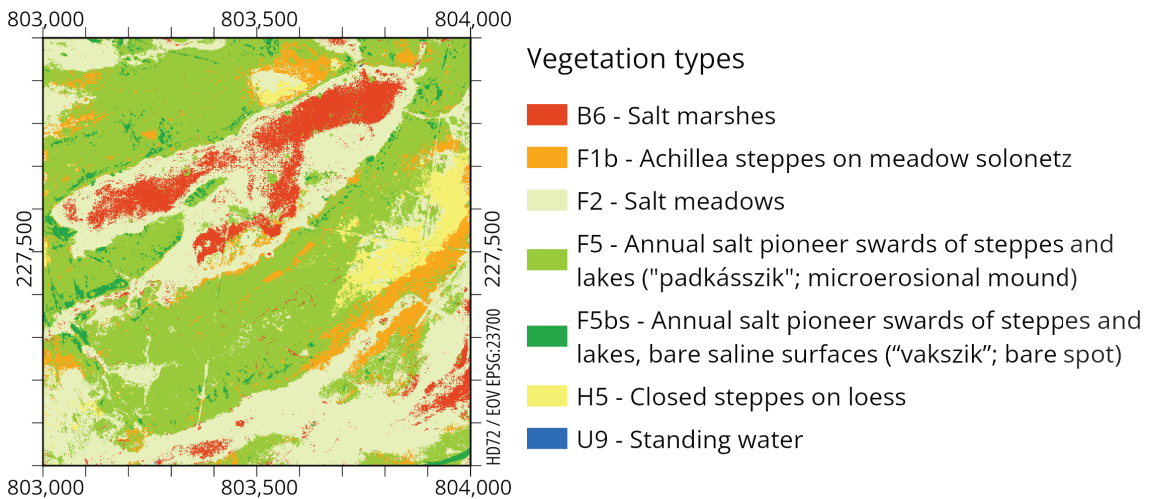 803,000 803,500 804,000
227,500
227,500
HD72 / EOV EPSG:23700
803,000 803,500 804,000
Vegetation types
B6 - Salt marshes
F1b - Achillea steppes on meadow solonetz
F2 - Salt meadows
F5 - Annual salt pioneer swards of steppes and
lakes ("padkásszik"; microerosional mound)
F5bs - Annual salt pioneer swards of steppes and
lakes, bare saline surfaces (“vakszik”; bare spot)
H5 - Closed steppes on loess
U9 - Standing water